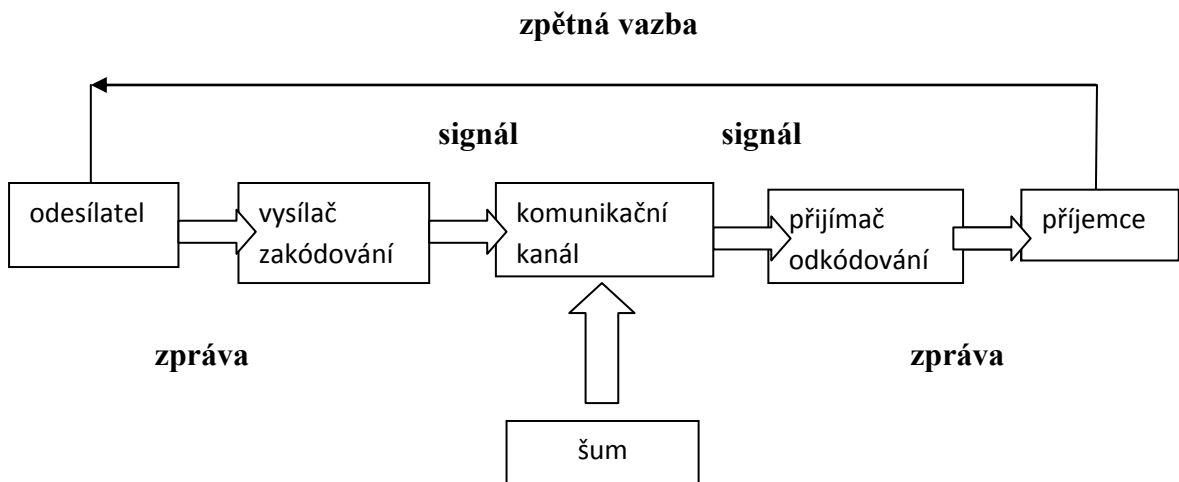 zpětná vazba
signál
signál
odesílatel
vysílač
zakódování
komunikační
kanál
přijímač
odkódování
příjemce
zpráva
zpráva
šum